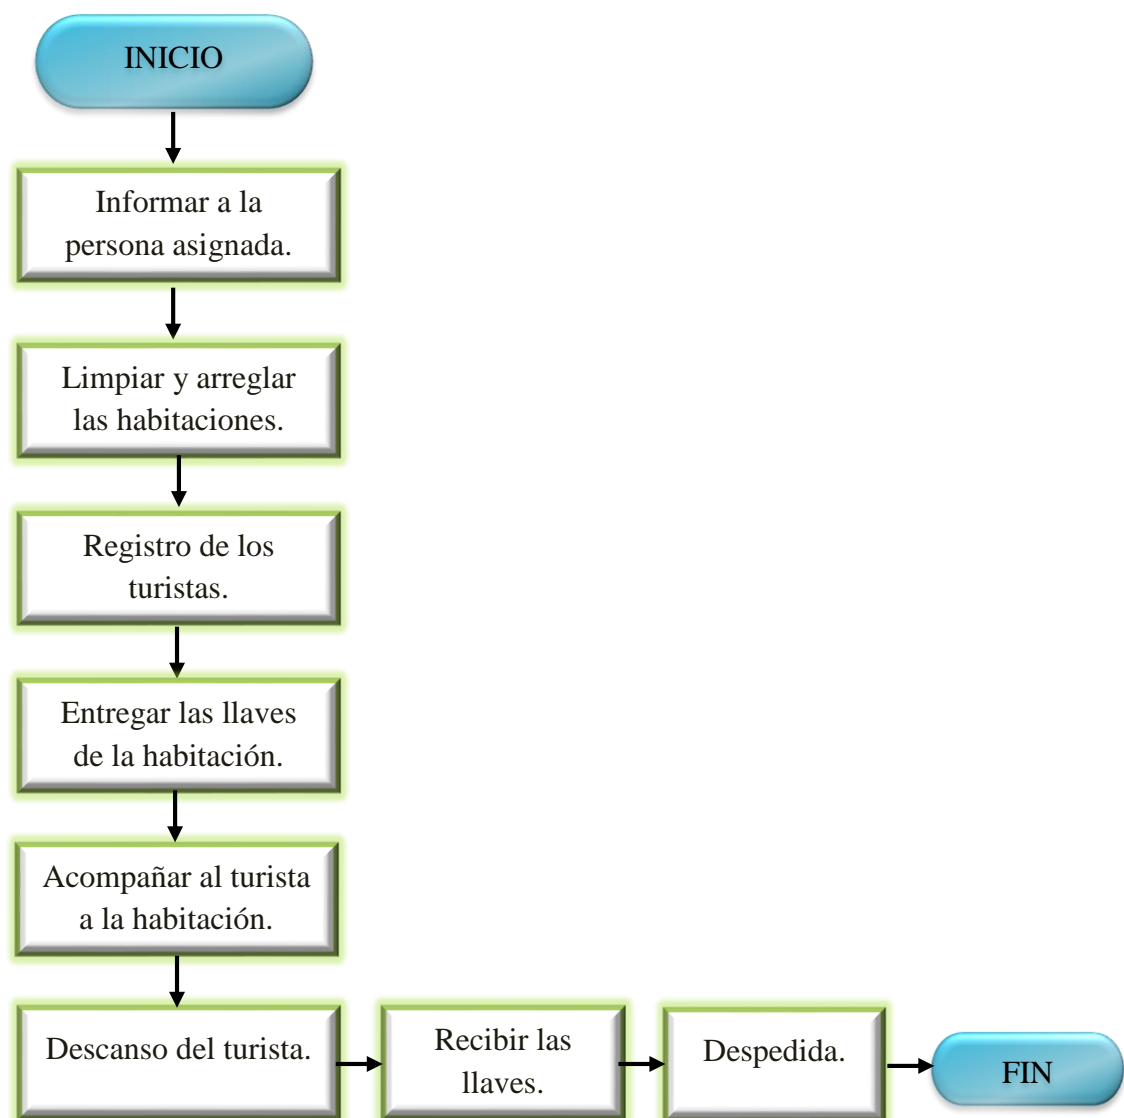 INICIO
Informar a la
persona asignada.
Limpiar y arreglar
las habitaciones.
Registro de los
turistas.
Entregar las llaves
de la habitación.
Acompañar al turista
a la habitación.
Descanso del turista.
Recibir las
llaves.
Despedida.
FIN